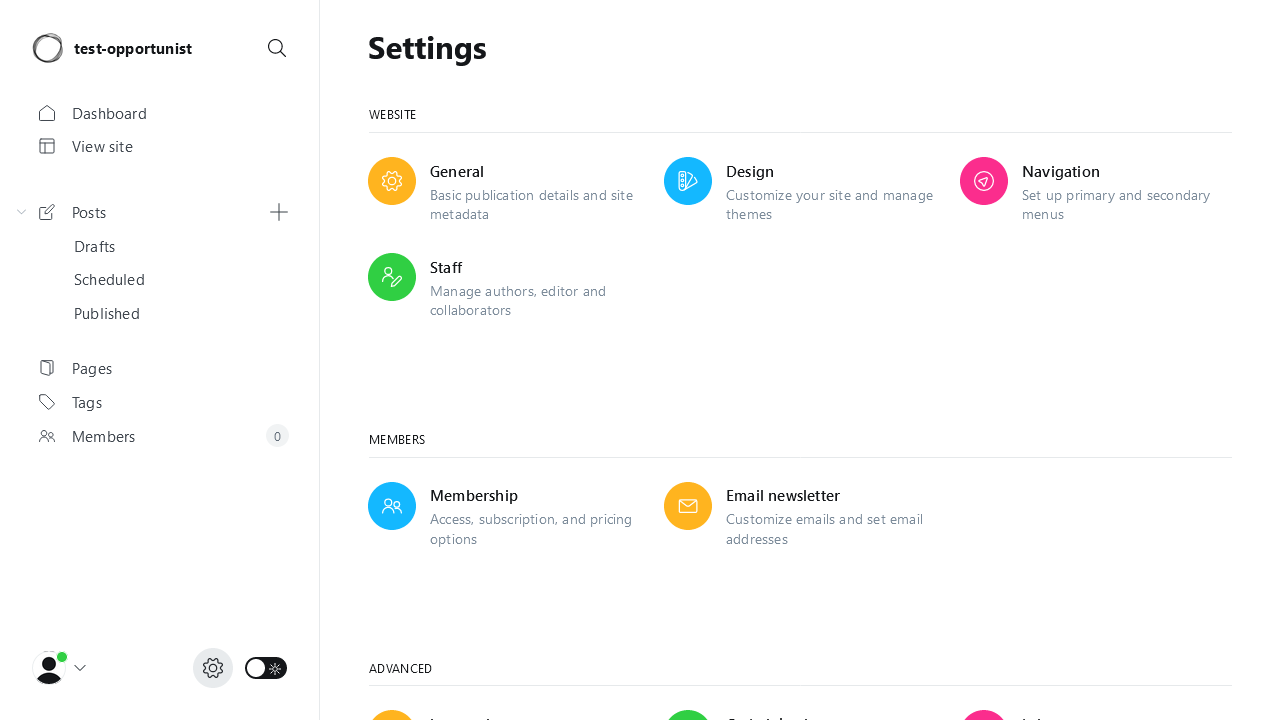 test-opportunist
Dashboard
View site
Posts
Drafts
Scheduled
Published
Pages
Tags
Members
0
Settings
WEBSITE
General
Basic publication details and site
metadata
Design
Customize your site and manage
themes
Navigation
Set up primary and secondary
menus
Staff
Manage authors, editor and
collaborators
MEMBERS
Membership
Access, subscription, and pricing
options
Email newsletter
Customize emails and set email
addresses
ADVANCED